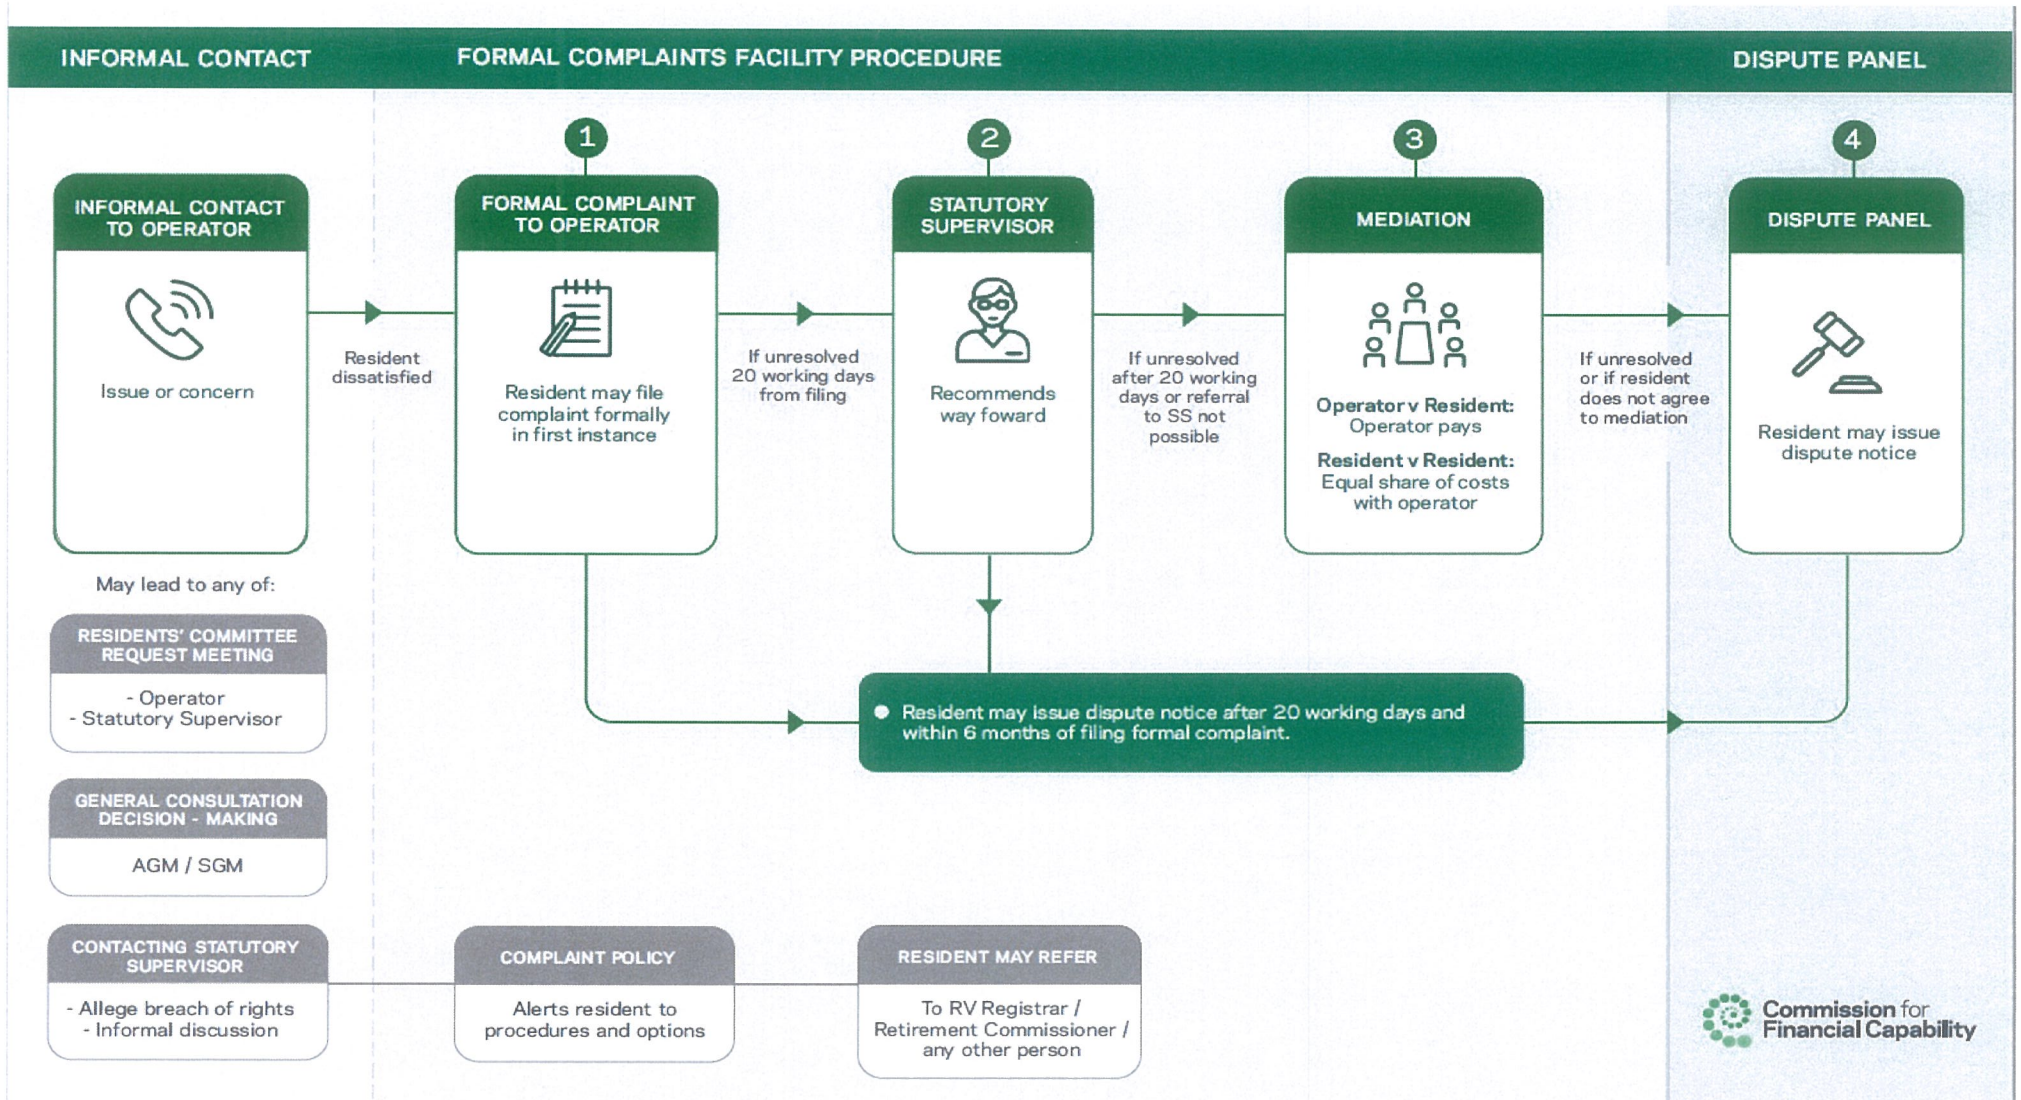 INFORMAL CONTACT
FORMAL COMPLAINTS FACILITY PROCEDURE
DISPUTE PANEL
INFORMAL CONTACT
TO OPERATOR
Issue or concern
Resident
dissatisfied
1
FORMAL COMPLAINT
TO OPERATOR
Resident may file
complaint formally
in first instance
If unresolved
20 working days
from filing
2
STATUTORY
SUPERVISOR
Recommends
way foward
If unresolved
after 20 working
days or referral
to SS not
possible
3
MEDIATION
Operator v Resident:
Operator pays
Resident v Resident:
Equal share of costs
with operator
If unresolved
or if resident
does not agree
to mediation
4
DISPUTE PANEL
Resident may issue
dispute notice
Resident may issue dispute notice after 20 working days and
within 6 months of filing formal complaint.
May lead to any of:
RESIDENTS' COMMITTEE
REQUEST MEETING
- Operator
- Statutory Supervisor
GENERAL CONSULTATION
DECISION - MAKING
AGM / SGM
CONTACTING STATUTORY
SUPERVISOR
- Allege breach of rights
- Informal discussion
COMPLAINT POLICY
Alerts resident to
procedures and options
RESIDENT MAY REFER
To RV Registrar /
Retirement Commissioner /
any other person
Commission for
Financial Capability